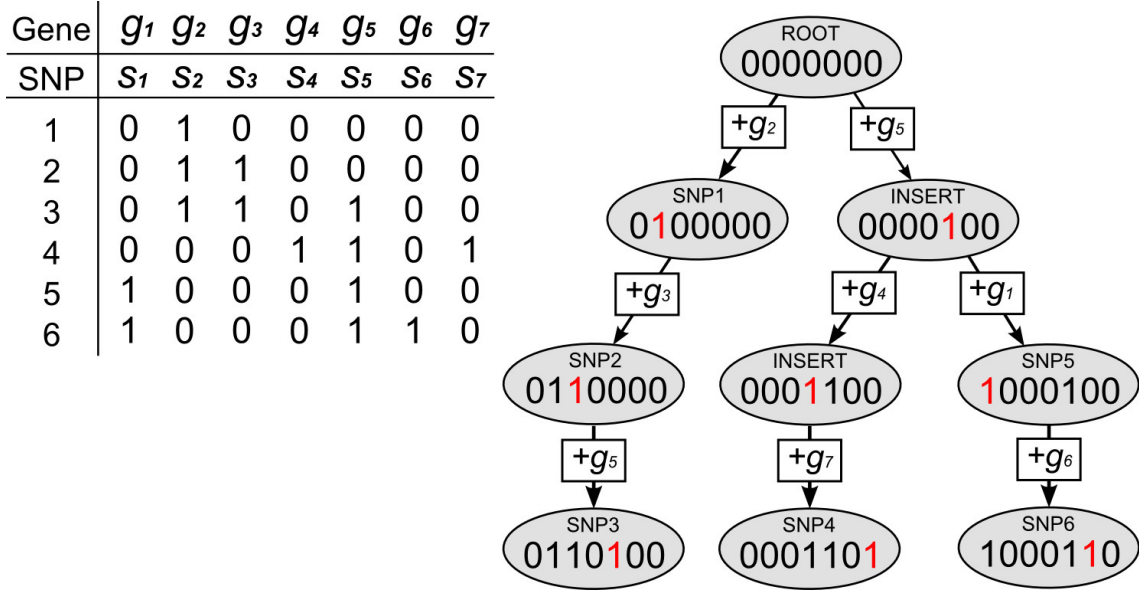 Gene g1 g2 g3 g4 g5 g6 g7
SNP s1 s2 s3 s4 s5 s6 s7
1 0 1 0 0 0 0 0
2 0 1 1 0 0 0 0
3 0 1 1 0 1 0 0
4 0 0 0 1 1 0 1
5 1 0 0 0 1 0 0
6 1 0 0 0 1 1 0
ROOT
0000000
+g2 +g5
SNP1 INSERT
0100000 0000100
+g3 +g4 +g1
SNP2 INSERT SNP5
0110000 0001100 1000100
+g5 +g7 +g6
SNP3 SNP4 SNP6
0110100 0001101 1000110